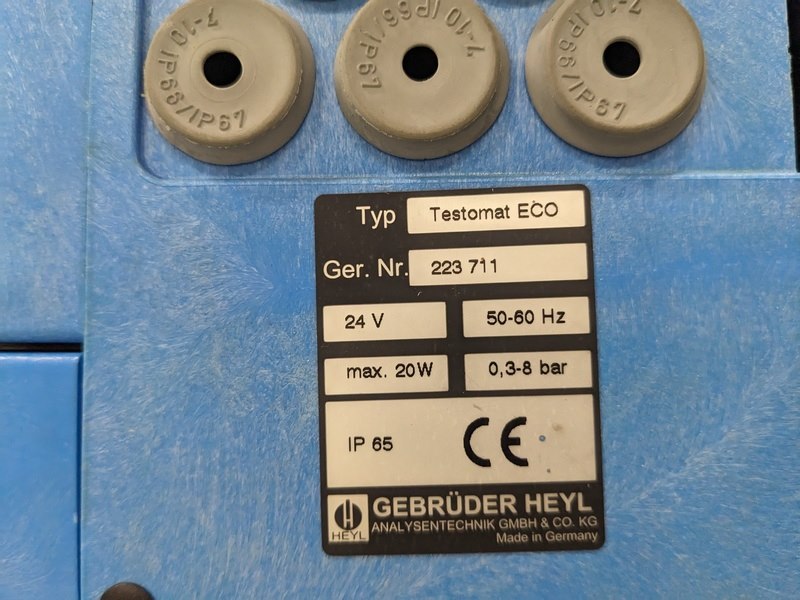 7-10 IP66/IP67
7-10 IP66/IP67
7-10 IP66/IP67
Typ Testomat ECO
Ger. Nr. 223 711
24 V 50-60 Hz
max. 20W 0,3-8 bar
IP 65 CE
HEYL
GEBRÜDER HEYL
ANALYSENTECHNIK GMBH & CO. KG
Made in Germany